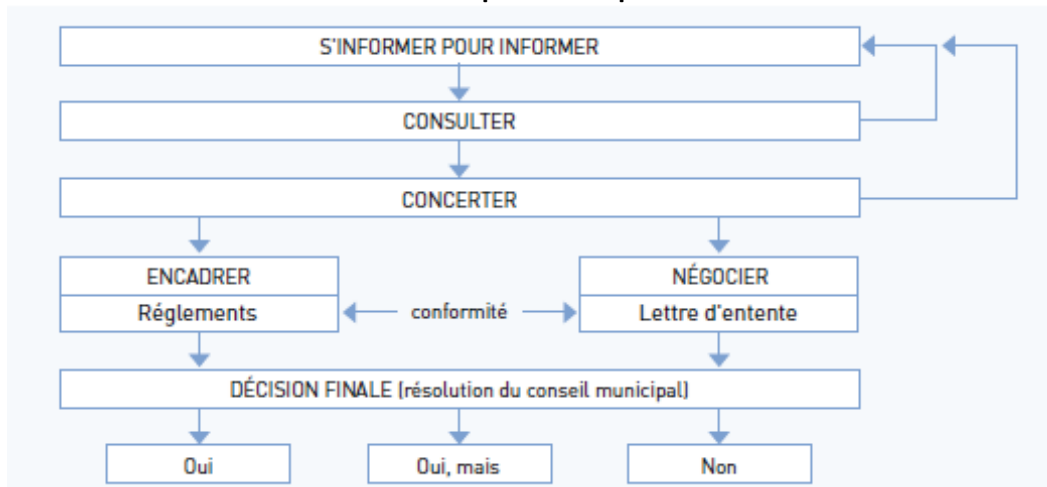 S'INFORMER POUR INFORMER
CONSULTER
CONCERTER
ENCADRER
Réglements
conformité
NÉGOCIER
Lettre d'entente
DÉCISION FINALE (résolution du conseil municipal)
Oui
Oui, mais
Non